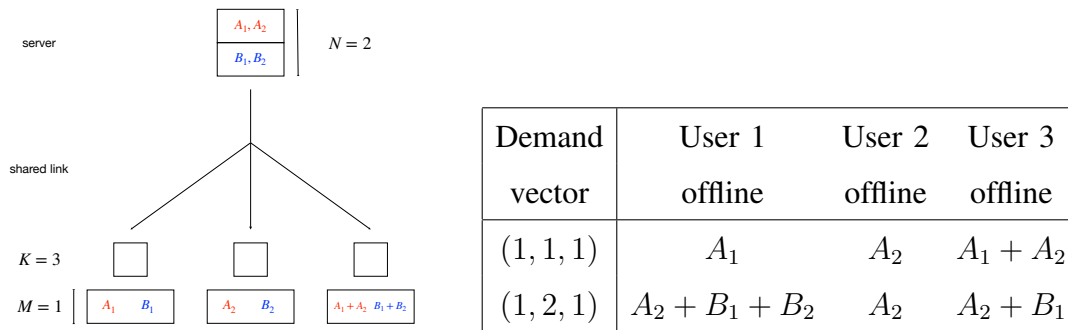 server
A₁, A₂
B₁, B₂
N = 2
shared link
K = 3
M = 1
A₁ B₁
A₂ B₂
A₁ + A₂ B₁ + B₂
Demand User 1 User 2 User 3
vector offline offline offline
(1, 1, 1) A₁ A₂ A₁ + A₂
(1, 2, 1) A₂ + B₁ + B₂ A₂ A₂ + B₁